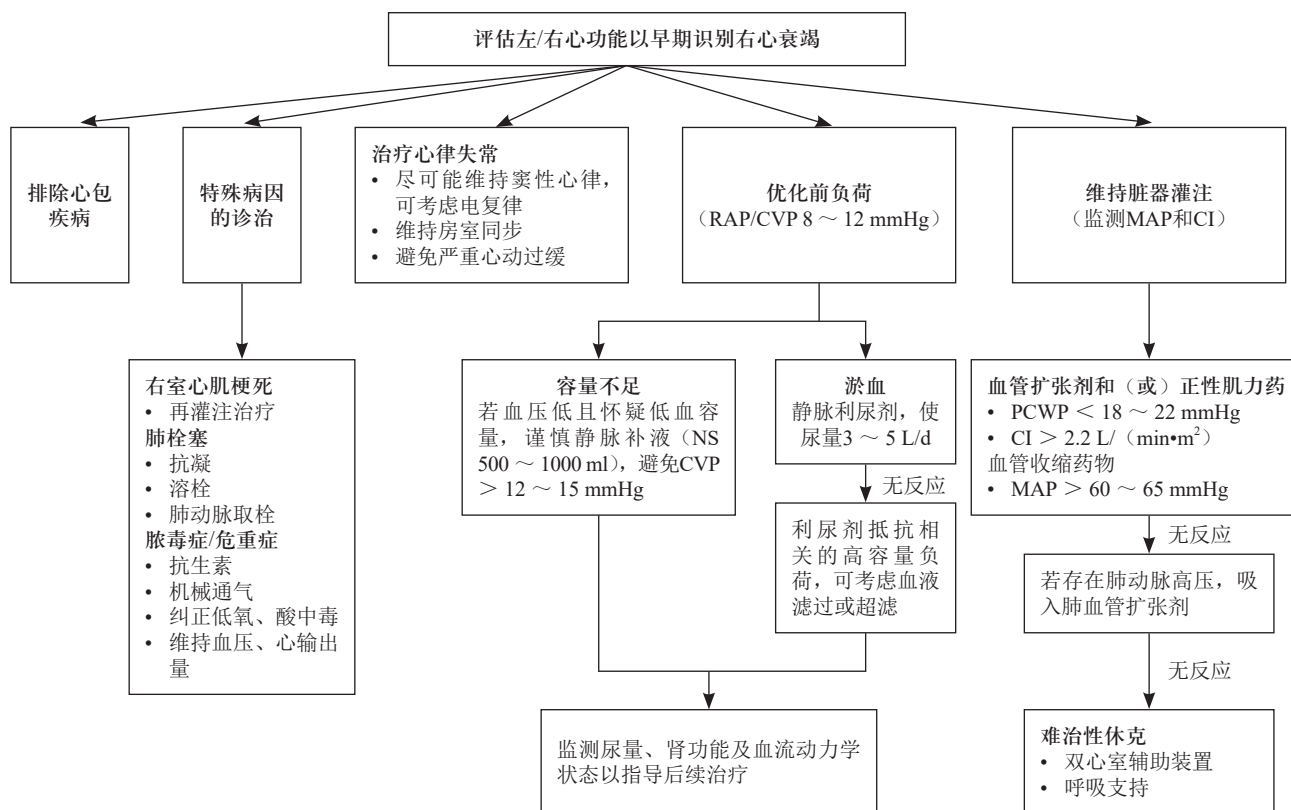 评估左/右心功能以早期识别右心衰竭
排除心包
疾病
特殊病因
的诊治
治疗心律失常
• 尽可能维持窦性心律，
可考虑电复律
• 维持房室同步
• 避免严重心动过缓
优化前负荷
（RAP/CVP 8 ～ 12 mmHg）
维持脏器灌注
（监测MAP和CI）
右室心肌梗死
• 再灌注治疗
肺栓塞
• 抗凝
• 溶栓
• 肺动脉取栓
脓毒症/危重症
• 抗生素
• 机械通气
• 纠正低氧、酸中毒
• 维持血压、心输出
量
容量不足
若血压低且怀疑低血容
量，谨慎静脉补液（NS
500 ～ 1000 ml），避免CVP
＞ 12 ～ 15 mmHg
淤血
静脉利尿剂，使
尿量3 ～ 5 L/d
无反应
利尿剂抵抗相
关的高容量负
荷，可考虑血液
滤过或超滤
监测尿量、肾功能及血流动力学
状态以指导后续治疗
血管扩张剂和（或）正性肌力药
• PCWP ＜ 18 ～ 22 mmHg
• CI ＞ 2.2 L/（min•m²）
血管收缩药物
• MAP ＞ 60 ～ 65 mmHg
无反应
若存在肺动脉高压，吸
入肺血管扩张剂
无反应
难治性休克
• 双心室辅助装置
• 呼吸支持